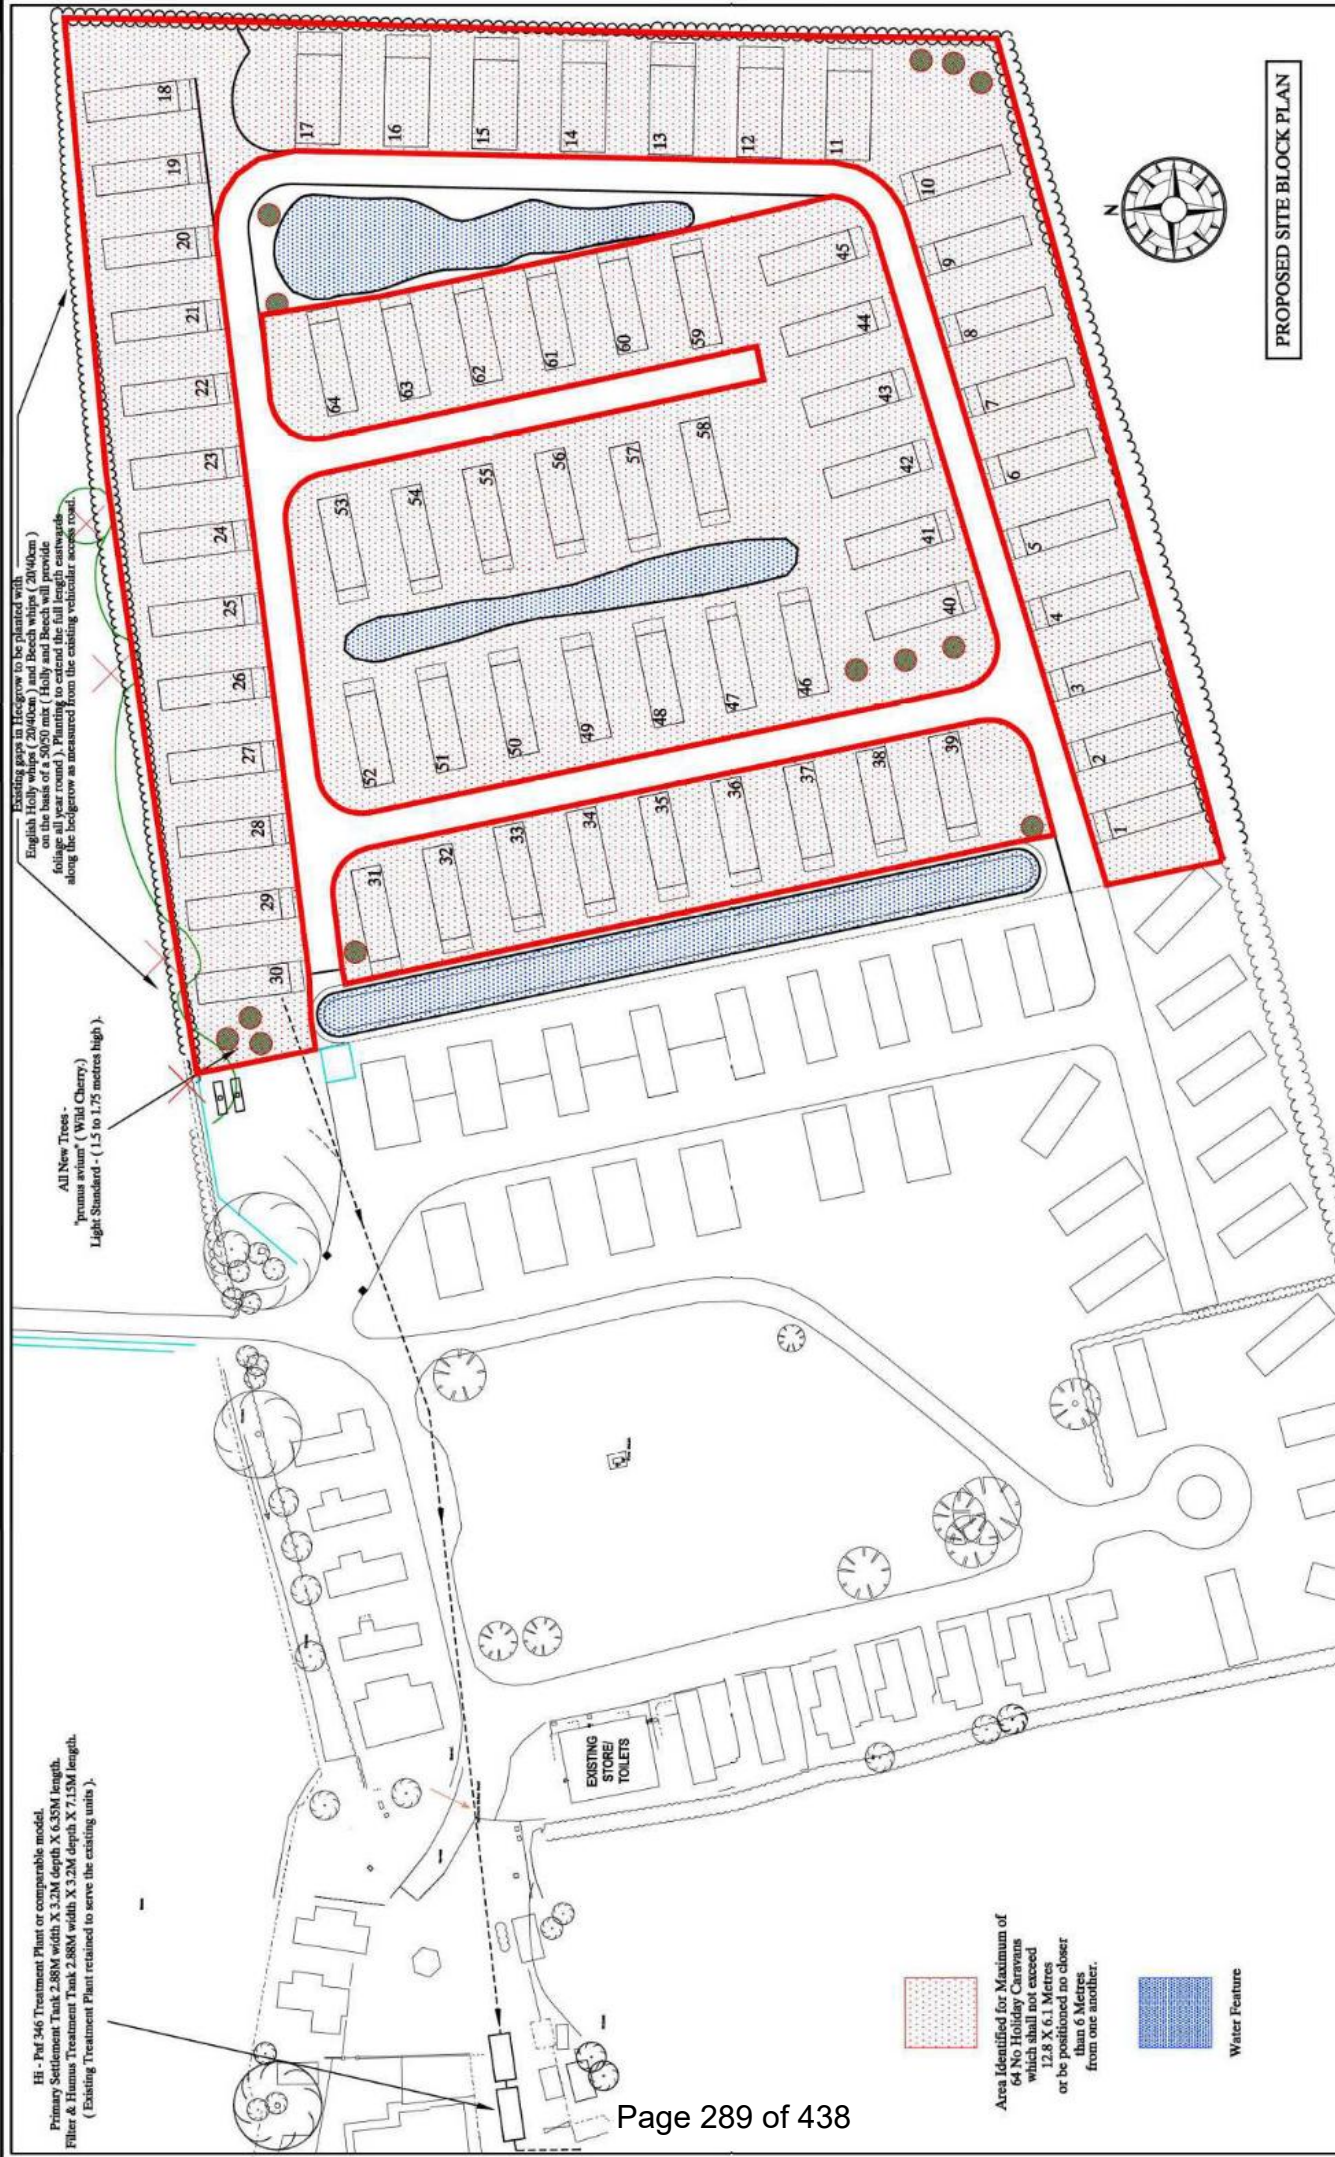 Hi - Paf 346 Treatment Plant or comparable model.
Primary Settlement Tank 2.88M width X 3.2M depth X 6.35M length.
Filter & Humus Treatment Tank 2.88M width X 3.2M depth X 7.15M length.
( Existing Treatment Plant retained to serve the existing units ).
All New Trees -
"prunus avium" ( Wild Cherry.)
Light Standard - ( 1.5 to 1.75 metres high ).
Existing gaps in Hedgrow to be planted with
English Holly whips ( 20/40cm ) and Beech whips ( 20/40cm )
on the basis of a 50/50 mix ( Holly and Beech will provide
foliage all year round ). Planting to extend the full length eastwards
along the hedgerow as measured from the existing vehicular access road.
18
19
20
21
22
23
24
25
26
27
28
29
30
17
16
15
14
13
12
11
10
9
8
7
6
5
4
3
2
1
64
63
62
61
60
59
45
44
43
42
41
40
53
54
55
56
57
58
52
51
50
49
48
47
46
31
32
33
34
35
36
37
38
39
EXISTING
STORE/
TOILETS
N
PROPOSED SITE BLOCK PLAN
Area Identified for Maximum of
64 No Holiday Caravans
which shall not exceed
12.8 X 6.1 Metres
or be positioned no closer
than 6 Metres
from one another.
Water Feature
Page 289 of 438